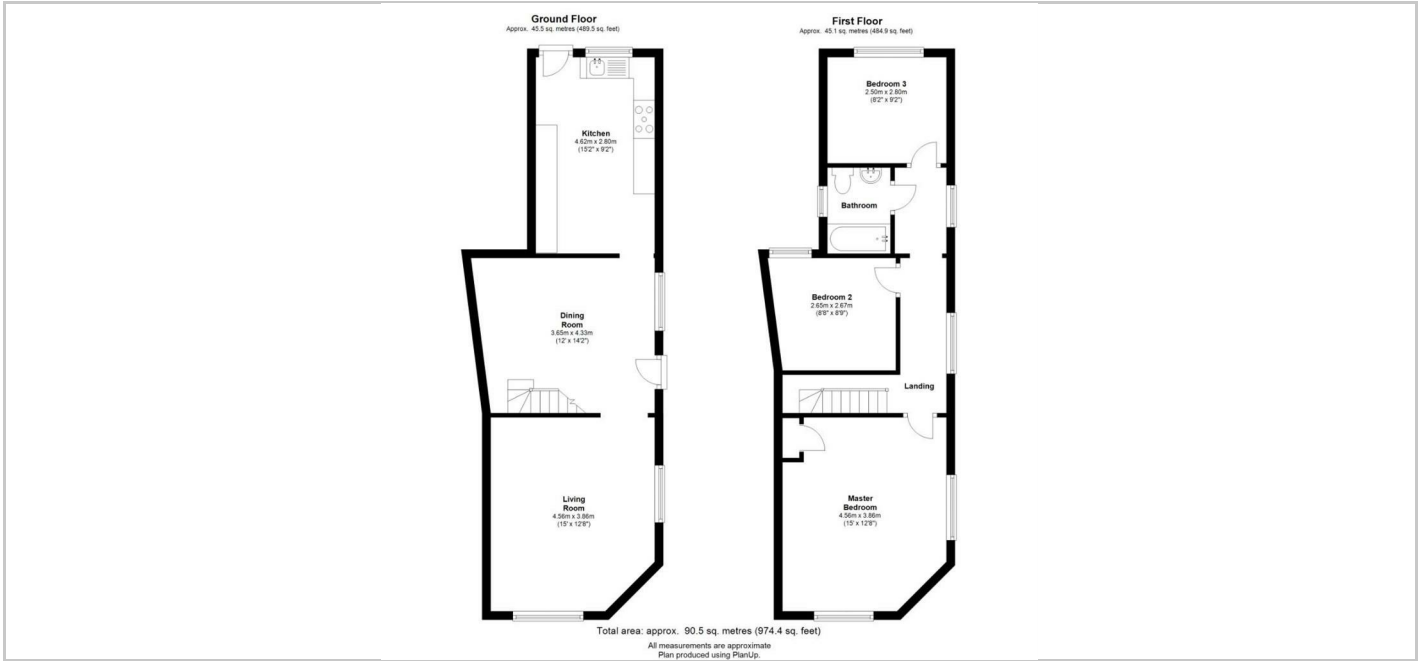 Ground Floor
Approx. 45.5 sq. metres (489.5 sq. feet)
Kitchen
4.62m x 2.80m
(15'2" x 9'2")
Dining
Room
3.65m x 4.33m
(12' x 14'2")
Living
Room
4.56m x 3.86m
(15' x 12'8")
First Floor
Approx. 45.1 sq. metres (484.9 sq. feet)
Bedroom 3
2.50m x 2.80m
(8'2" x 9'2")
Bathroom
Bedroom 2
2.65m x 2.67m
(8'8" x 8'9")
Landing
Master
Bedroom
4.56m x 3.86m
(15' x 12'8")
Total area: approx. 90.5 sq. metres (974.4 sq. feet)
All measurements are approximate
Plan produced using PlanUp.